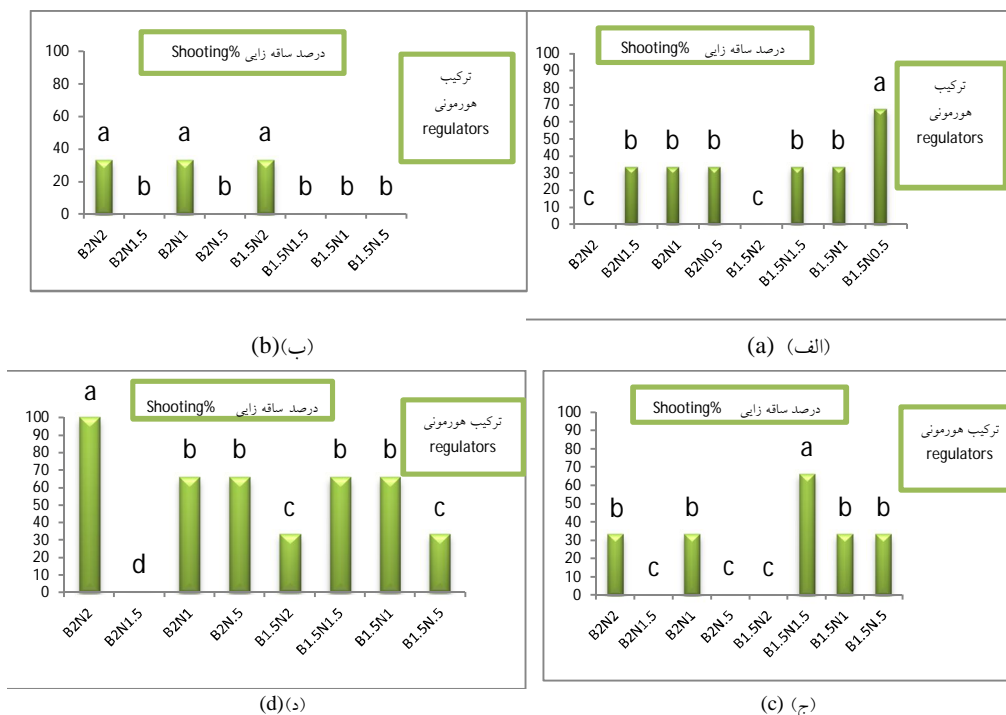 درصد ساقه زایی Shooting%
ترکیب
هورمونی
regulators
100
90
80
70
60
50
40
30
20
10
0
c
b
b
b
c
b
b
a
B2N2
B2N1.5
B2N1
B2N0.5
B1.5N2
B1.5N1.5
B1.5N1
B1.5N0.5
(الف) (a)
درصد ساقه زایی Shooting%
ترکیب
هورمونی
regulators
100
80
60
40
20
0
a
b
a
b
a
b
b
b
B2N2
B2N1.5
B2N1
B2N.5
B1.5N2
B1.5N1.5
B1.5N1
B1.5N.5
(ب)(b)
درصد ساقه زایی Shooting%
ترکیب هورمونی
regulators
100
90
80
70
60
50
40
30
20
10
0
b
c
b
c
c
a
b
b
B2N2
B2N1.5
B2N1
B2N.5
B1.5N2
B1.5N1.5
B1.5N1
B1.5N.5
(ج) (c)
درصد ساقه زایی Shooting%
ترکیب هورمونی
regulators
100
90
80
70
60
50
40
30
20
10
0
a
d
b
b
c
b
b
c
B2N2
B2N1.5
B2N1
B2N.5
B1.5N2
B1.5N1.5
B1.5N1
B1.5N.5
(د)(d)